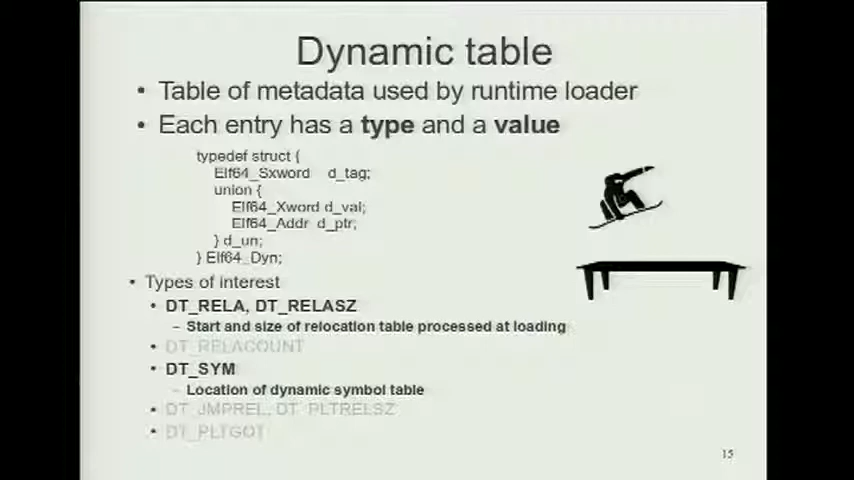 Dynamic table
• Table of metadata used by runtime loader
• Each entry has a type and a value
typedef struct {
Elf64_Sxword d_tag;
union {
Elf64_Xword d_val;
Elf64_Addr d_ptr;
} d_un;
} Elf64_Dyn;
• Types of interest
• DT_RELA, DT_RELASZ
– Start and size of relocation table processed at loading
• DT_RELACOUNT
• DT_SYM
– Location of dynamic symbol table
• DT_JMPREL, DT_PLTRELSZ
• DT_PLTGOT
15